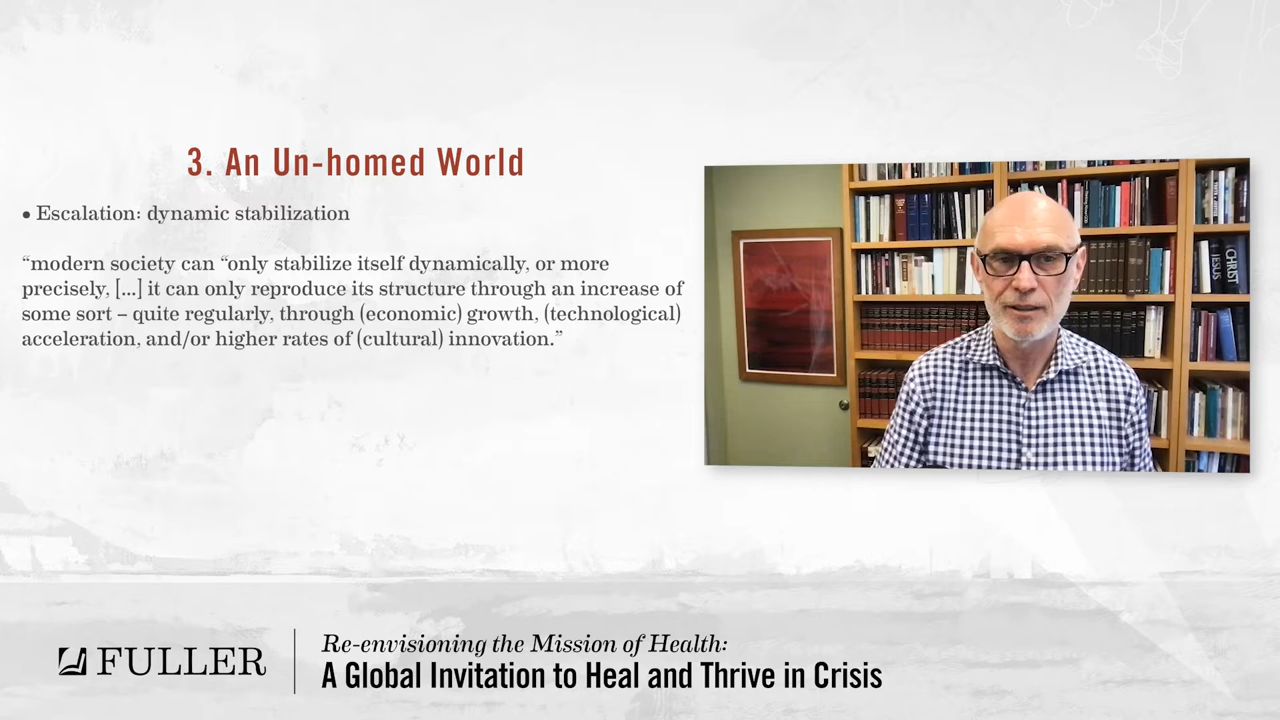 3. An Un-homed World
• Escalation: dynamic stabilization
“modern society can “only stabilize itself dynamically, or more
precisely, [...] it can only reproduce its structure through an increase of
some sort – quite regularly, through (economic) growth, (technological)
acceleration, and/or higher rates of (cultural) innovation.”
CHRIST
JESUS
FULLER
Re-envisioning the Mission of Health:
A Global Invitation to Heal and Thrive in Crisis